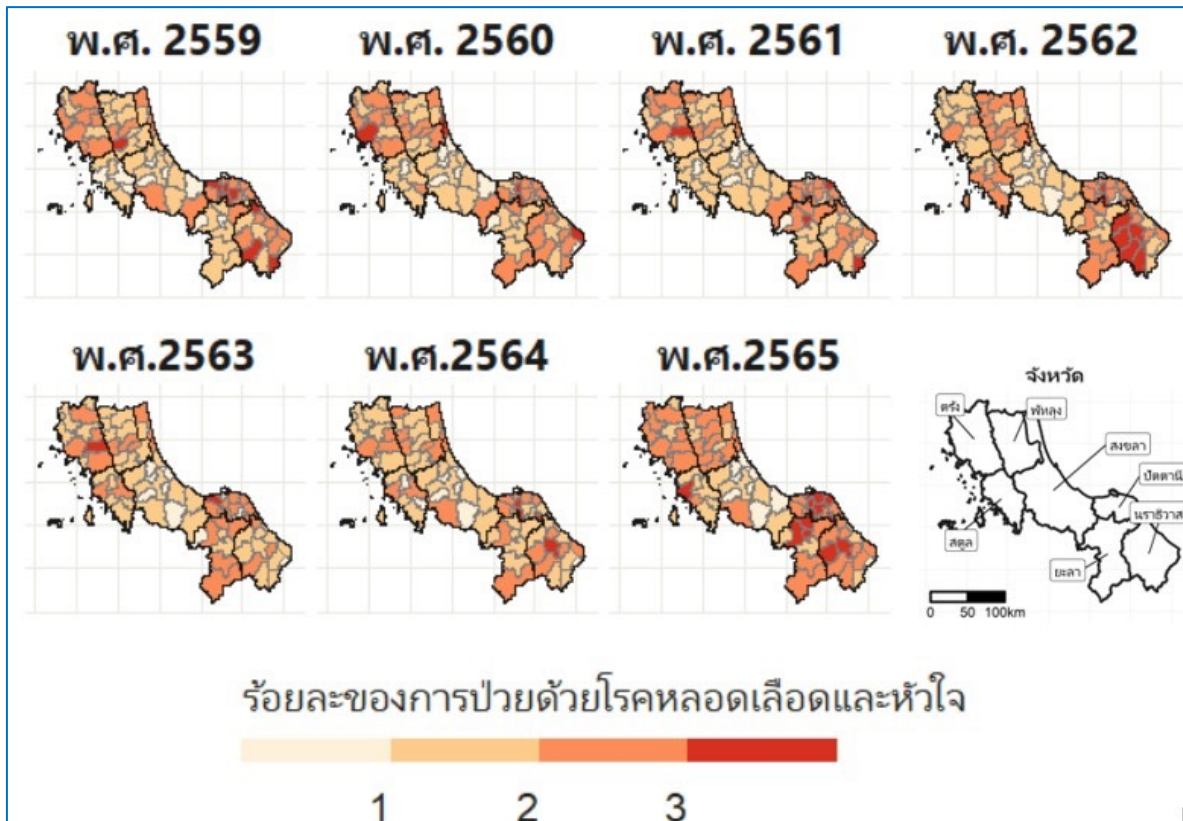 พ.ศ. 2559
พ.ศ. 2560
พ.ศ. 2561
พ.ศ. 2562
พ.ศ.2563
พ.ศ.2564
พ.ศ.2565
จังหวัด
ตรัง
พัทลุง
สงขลา
ปัตตานี
นราธิวาส
สตูล
ยะลา
0 50 100km
ร้อยละของการป่วยด้วยโรคหลอดเลือดและหัวใจ
1 2 3